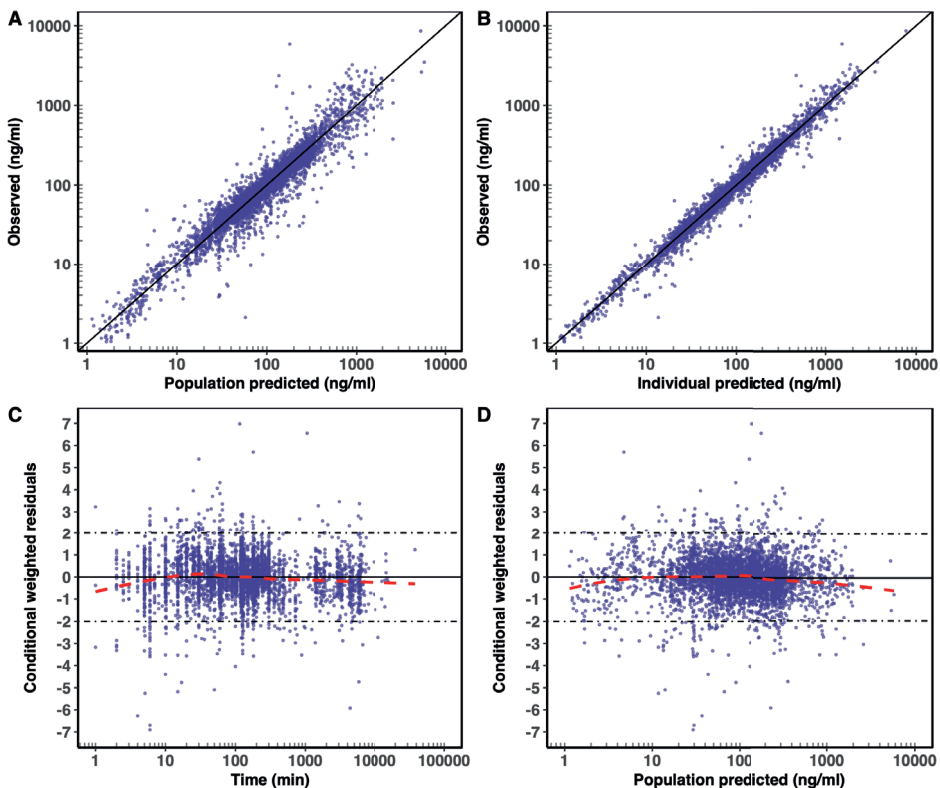 A
10000
1000
100
10
1
Observed (ng/ml)
1 10 100 1000 10000
Population predicted (ng/ml)
B
10000
1000
100
10
1
Observed (ng/ml)
1 10 100 1000 10000
Individual predicted (ng/ml)
C
7
6
5
4
3
2
1
0
-1
-2
-3
-4
-5
-6
-7
Conditional weighted residuals
1 10 100 1000 10000 100000
Time (min)
D
7
6
5
4
3
2
1
0
-1
-2
-3
-4
-5
-6
-7
Conditional weighted residuals
1 10 100 1000 10000
Population predicted (ng/ml)